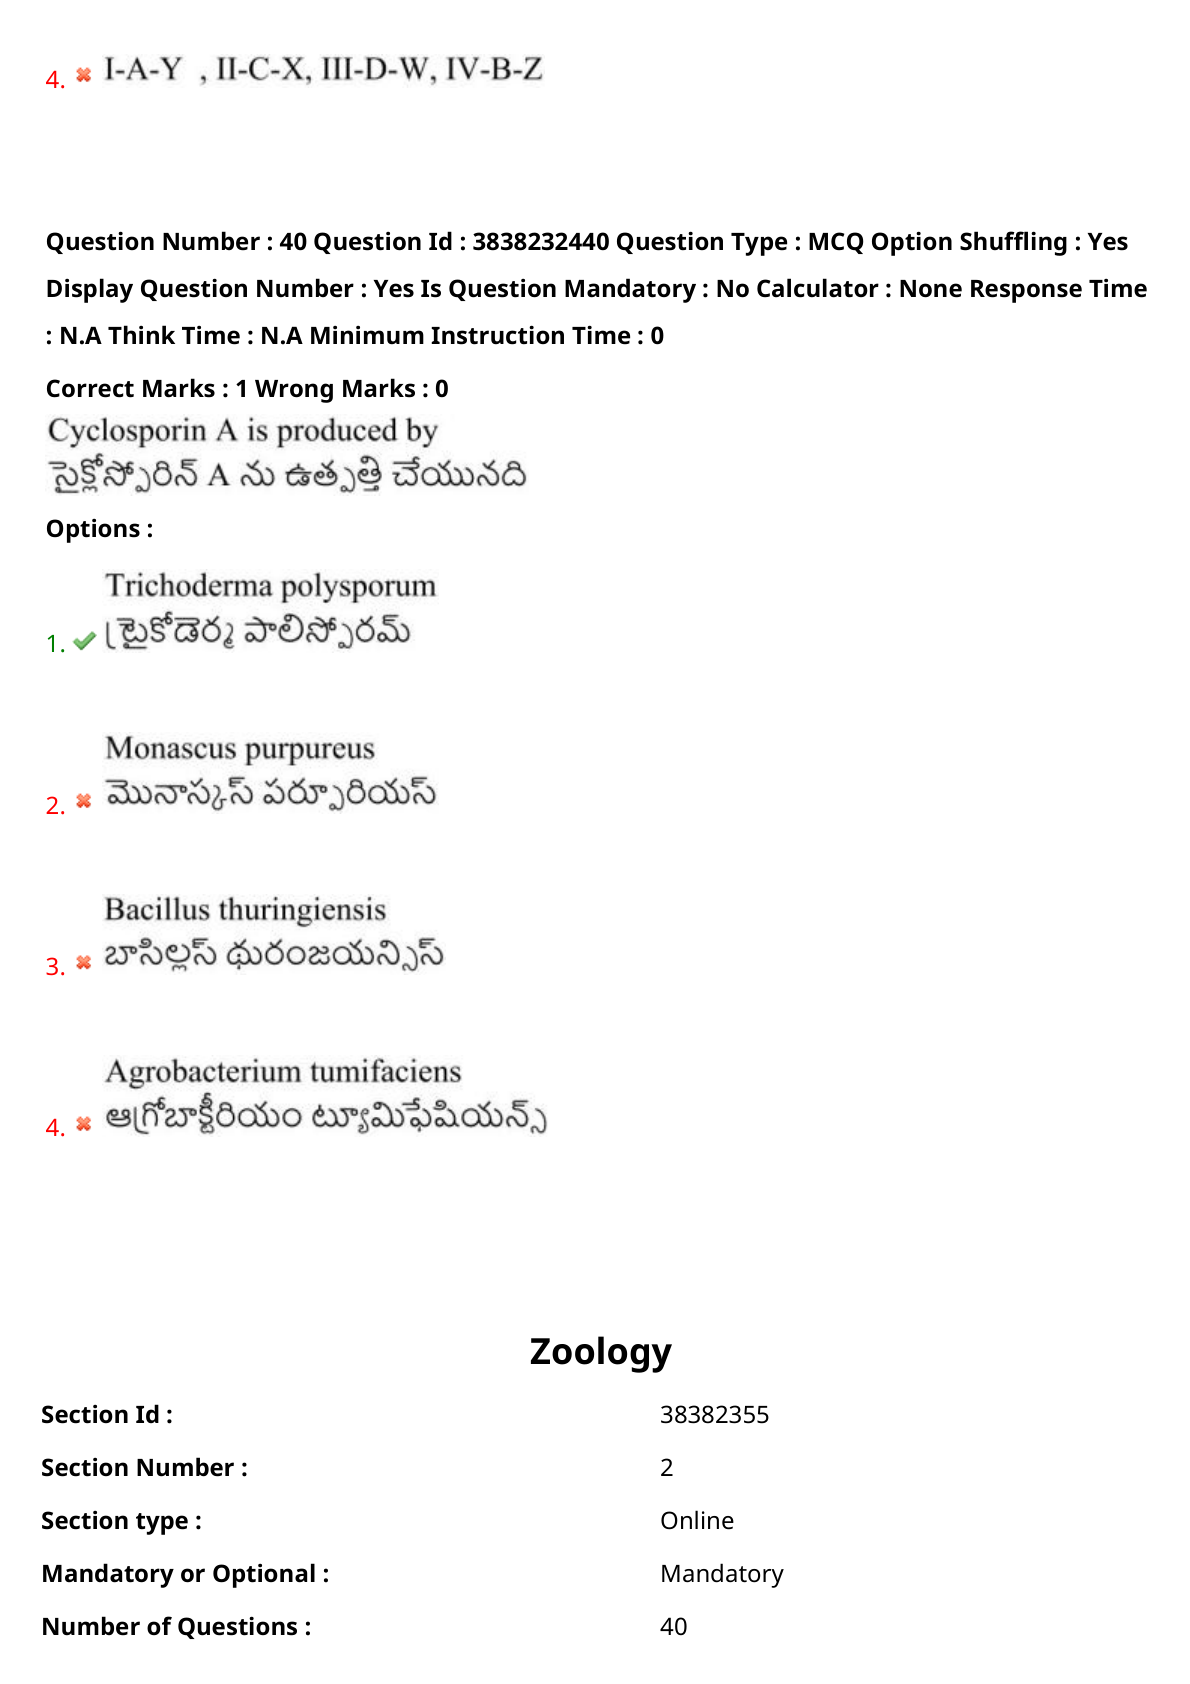 4. I-A-Y , II-C-X, III-D-W, IV-B-Z
Question Number : 40 Question Id : 3838232440 Question Type : MCQ Option Shuffling : Yes
Display Question Number : Yes Is Question Mandatory : No Calculator : None Response Time
: N.A Think Time : N.A Minimum Instruction Time : 0
Correct Marks : 1 Wrong Marks : 0
Cyclosporin A is produced by
సైక్లోస్పోరిన్ A ను ఉత్పత్తి చేయునది
Options :
Trichoderma polysporum
1. ట్రైకోడెర్మ పాలిస్పోరమ్
Monascus purpureus
2. మొనాస్కస్ పర్పూరియస్
Bacillus thuringiensis
3. బాసిల్లస్ థురంజయన్సిస్
Agrobacterium tumifaciens
4. ఆగ్రోబాక్టీరియం ట్యూమిఫేషియన్స్
Zoology
Section Id : 38382355
Section Number : 2
Section type : Online
Mandatory or Optional : Mandatory
Number of Questions : 40